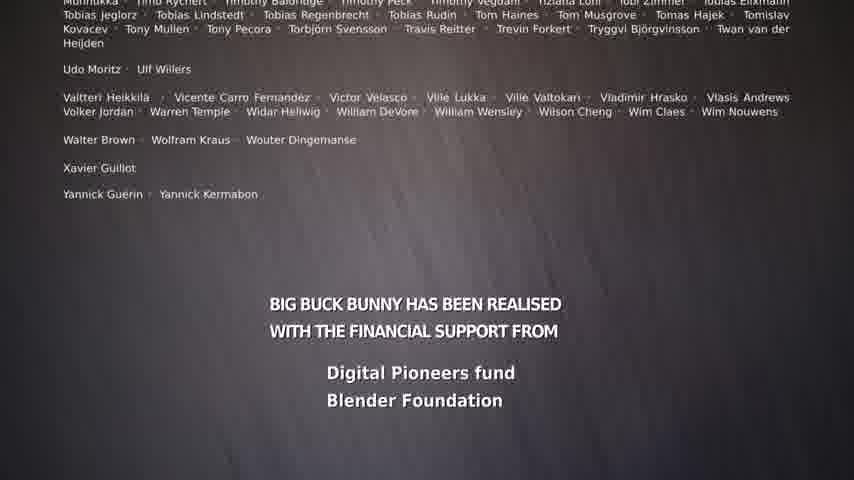 Munnukka · Timo Rychert · Timothy Baldridge · Timothy Peck · Timothy Vegdani · Tiziana Loni · Tobi Zimmer · Tobias Elixmann
Tobias Jeglorz · Tobias Lindstedt · Tobias Regenbrecht · Tobias Rudin · Tom Haines · Tom Musgrove · Tomas Hajek · Tomislav
Kovacev · Tony Mullen · Tony Pecora · Torbjörn Svensson · Travis Reitter · Trevin Forkert · Tryggvi Björgvinsson · Twan van der
Heijden
Udo Moritz · Ulf Willers
Valtteri Heikkilä · Vicente Carro Fernandez · Victor Velasco · Ville Lukka · Ville Valtokari · Vladimir Hrasko · Vlasis Andrews
Volker Jordan · Warren Temple · Widar Hellwig · William DeVore · William Wensley · Wilson Cheng · Wim Claes · Wim Nouwens
Walter Brown · Wolfram Kraus · Wouter Dingemanse
Xavier Guillot
Yannick Guérin · Yannick Kermabon
BIG BUCK BUNNY HAS BEEN REALISED
WITH THE FINANCIAL SUPPORT FROM
Digital Pioneers fund
Blender Foundation